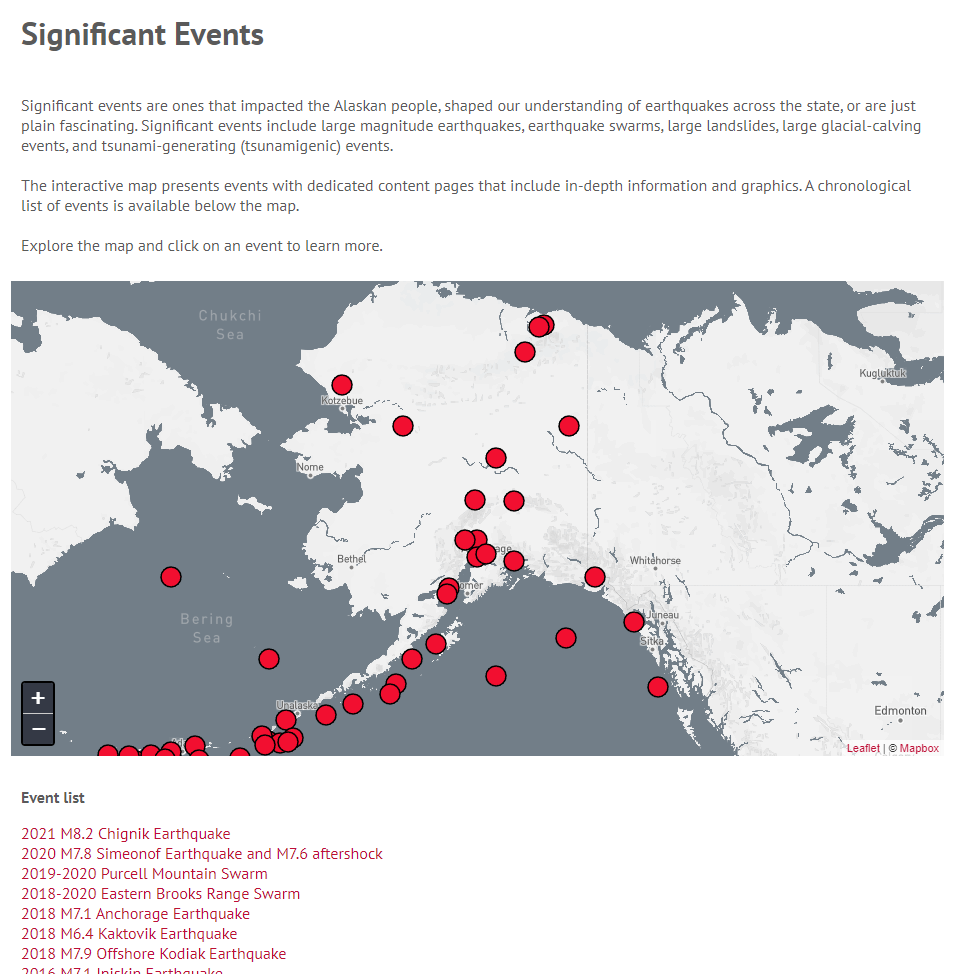 Significant Events
Significant events are ones that impacted the Alaskan people, shaped our understanding of earthquakes across the state, or are just
plain fascinating. Significant events include large magnitude earthquakes, earthquake swarms, large landslides, large glacial-calving
events, and tsunami-generating (tsunamigenic) events.
The interactive map presents events with dedicated content pages that include in-depth information and graphics. A chronological
list of events is available below the map.
Explore the map and click on an event to learn more.
Chukchi
Sea
Kugluktuk
Kotzebue
Nome
Bethel
Whitehorse
Juneau
Sitka
Bering
Sea
Unalaska
Edmonton
+
−
Leaflet | © Mapbox
Event list
2021 M8.2 Chignik Earthquake
2020 M7.8 Simeonof Earthquake and M7.6 aftershock
2019-2020 Purcell Mountain Swarm
2018-2020 Eastern Brooks Range Swarm
2018 M7.1 Anchorage Earthquake
2018 M6.4 Kaktovik Earthquake
2018 M7.9 Offshore Kodiak Earthquake
2016 M7.1 Iniskin Earthquake